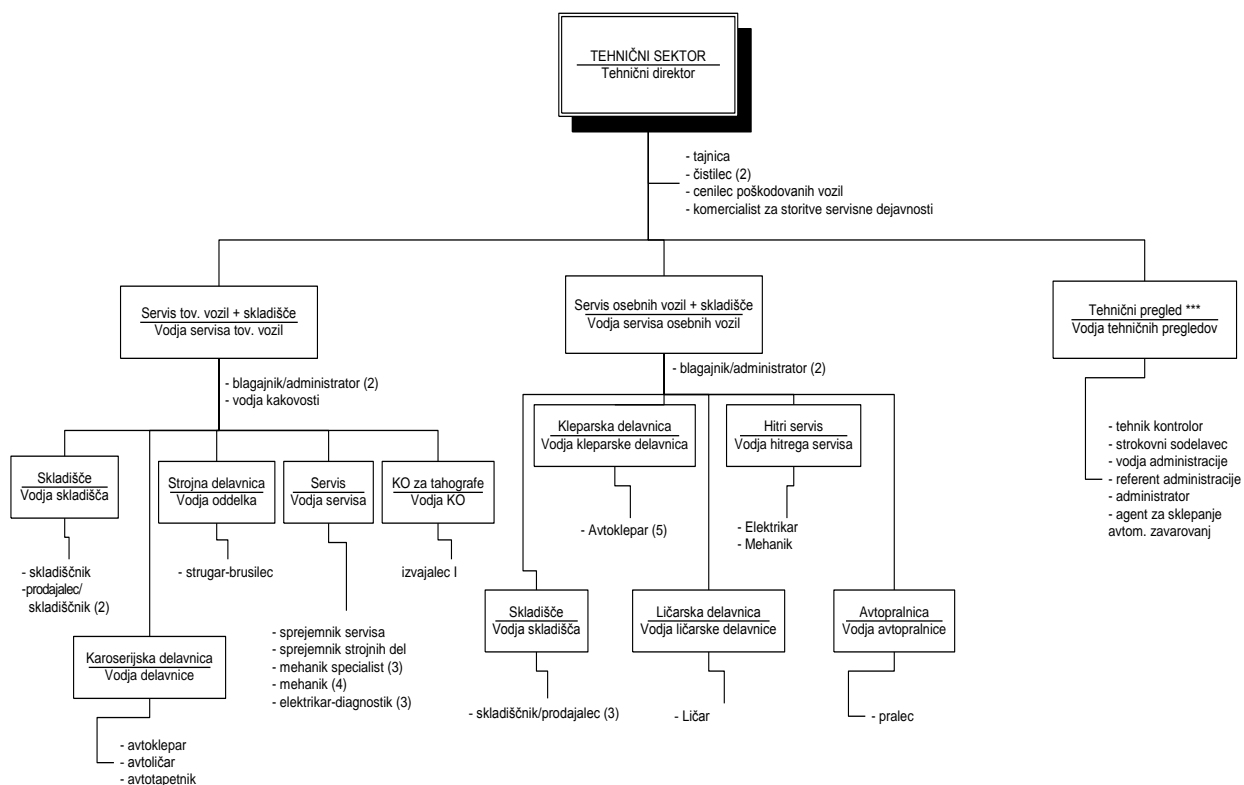 TEHNIČNI SEKTOR
Tehnični direktor
- tajnica
- čistilec (2)
- cenilec poškodovanih vozil
- komercialist za storitve servisne dejavnosti
Servis tov. vozil + skladišče
Vodja servisa tov. vozil
Servis osebnih vozil + skladišče
Vodja servisa osebnih vozil
Tehnični pregled ***
Vodja tehničnih pregledov
- blagajnik/administrator (2)
- vodja kakovosti
- blagajnik/administrator (2)
- tehnik kontrolor
- strokovni sodelavec
- vodja administracije
- referent administracije
- administrator
- agent za sklepanje
avtom. zavarovanj
Skladišče
Vodja skladišča
Strojna delavnica
Vodja oddelka
Servis
Vodja servisa
KO za tahografe
Vodja KO
Kleparska delavnica
Vodja kleparske delavnica
Hitri servis
Vodja hitrega servisa
- skladiščnik
-prodajalec/
skladiščnik (2)
- strugar-brusilec
izvajalec I
- Avtoklepar (5)
- Elektrikar
- Mehanik
Karoserijska delavnica
Vodja delavnice
- sprejemnik servisa
- sprejemnik strojnih del
- mehanik specialist (3)
- mehanik (4)
- elektrikar-diagnostik (3)
Skladišče
Vodja skladišča
Ličarska delavnica
Vodja ličarske delavnice
Avtopralnica
Vodja avtopralnice
- skladiščnik/prodajalec (3)
- Ličar
- pralec
- avtoklepar
- avtoličar
- avtotapetnik